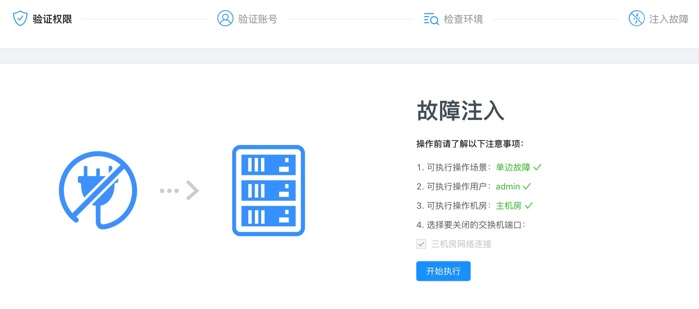 验证权限
验证账号
检查环境
注入故障
故障注入
操作前请了解以下注意事项：
1. 可执行操作场景：单边故障
2. 可执行操作用户：admin
3. 可执行操作机房：主机房
4. 选择要关闭的交换机端口：
三机房网络连接
开始执行